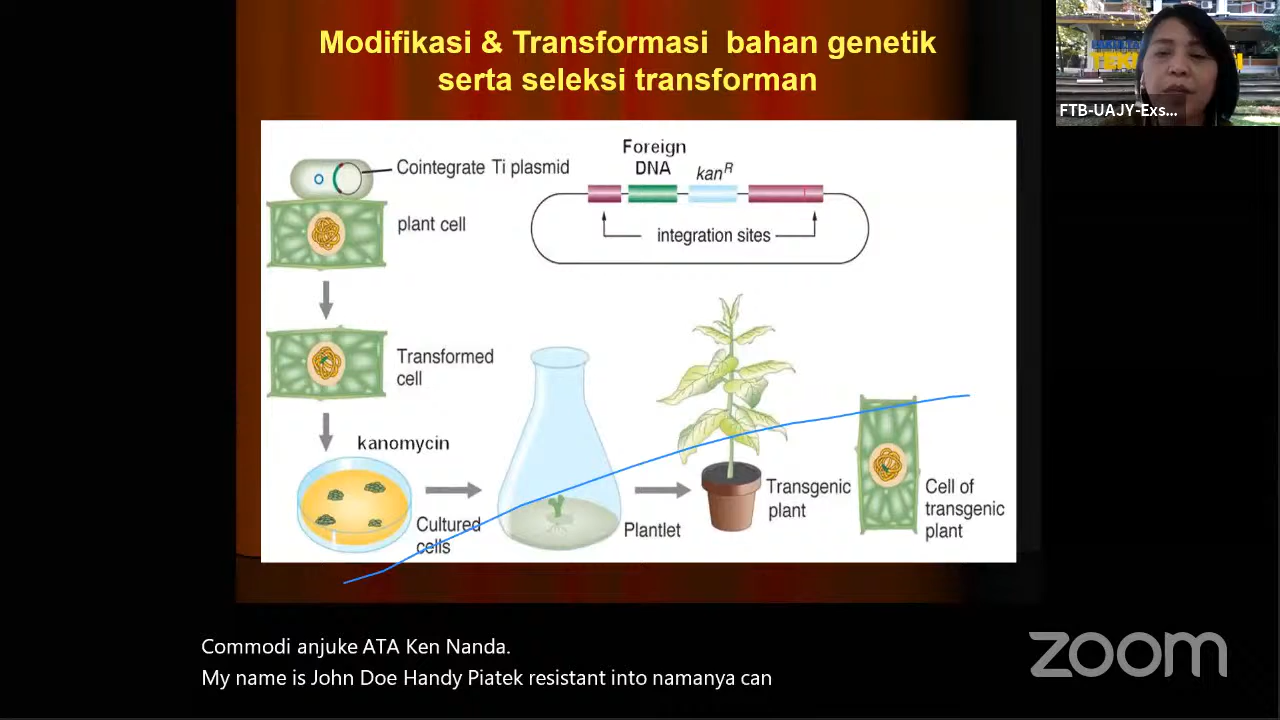 Modifikasi & Transformasi bahan genetik
serta seleksi transforman
FTB-UAJY-Exs...
Cointegrate Ti plasmid
plant cell
Foreign
DNA
kanR
integration sites
Transformed
cell
kanomycin
Cultured
cells
Plantlet
Transgenic
plant
Cell of
transgenic
plant
Commodi anjuke ATA Ken Nanda.
My name is John Doe Handy Piatek resistant into namanya can
zoom